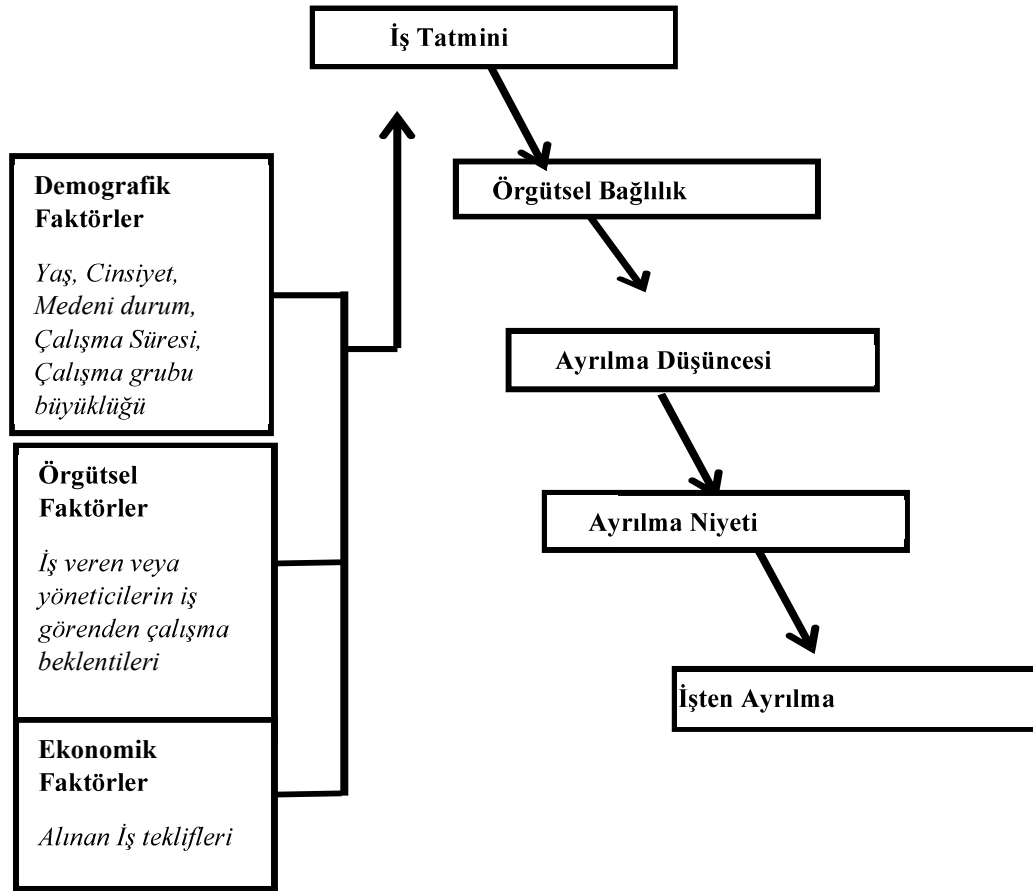 İş Tatmini
Örgütsel Bağlılık
Ayrılma Düşüncesi
Ayrılma Niyeti
İşten Ayrılma
Demografik
Faktörler
Yaş, Cinsiyet,
Medeni durum,
Çalışma Süresi,
Çalışma grubu
büyüklüğü
Örgütsel
Faktörler
İş veren veya
yöneticilerin iş
görenden çalışma
beklentileri
Ekonomik
Faktörler
Alınan İş teklifleri